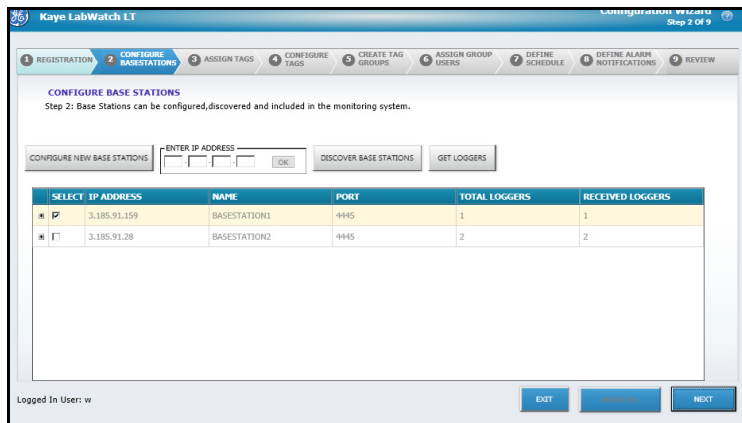 Kaye LabWatch LT
Configuration Wizard
Step 2 Of 9
1 REGISTRATION 2 CONFIGURE BASESTATIONS 3 ASSIGN TAGS 4 CONFIGURE TAGS 5 CREATE TAG GROUPS 6 ASSIGN GROUP USERS 7 DEFINE SCHEDULE 8 DEFINE ALARM NOTIFICATIONS 9 REVIEW
CONFIGURE BASE STATIONS
Step 2: Base Stations can be configured,discovered and included in the monitoring system.
ENTER IP ADDRESS
CONFIGURE NEW BASE STATIONS . . . OK DISCOVER BASE STATIONS GET LOGGERS
SELECT IP ADDRESS NAME PORT TOTAL LOGGERS RECEIVED LOGGERS
3.185.91.159 BASESTATION1 4445 1 1
3.185.91.28 BASESTATION2 4445 2 2
Logged In User: w
EXIT NEXT